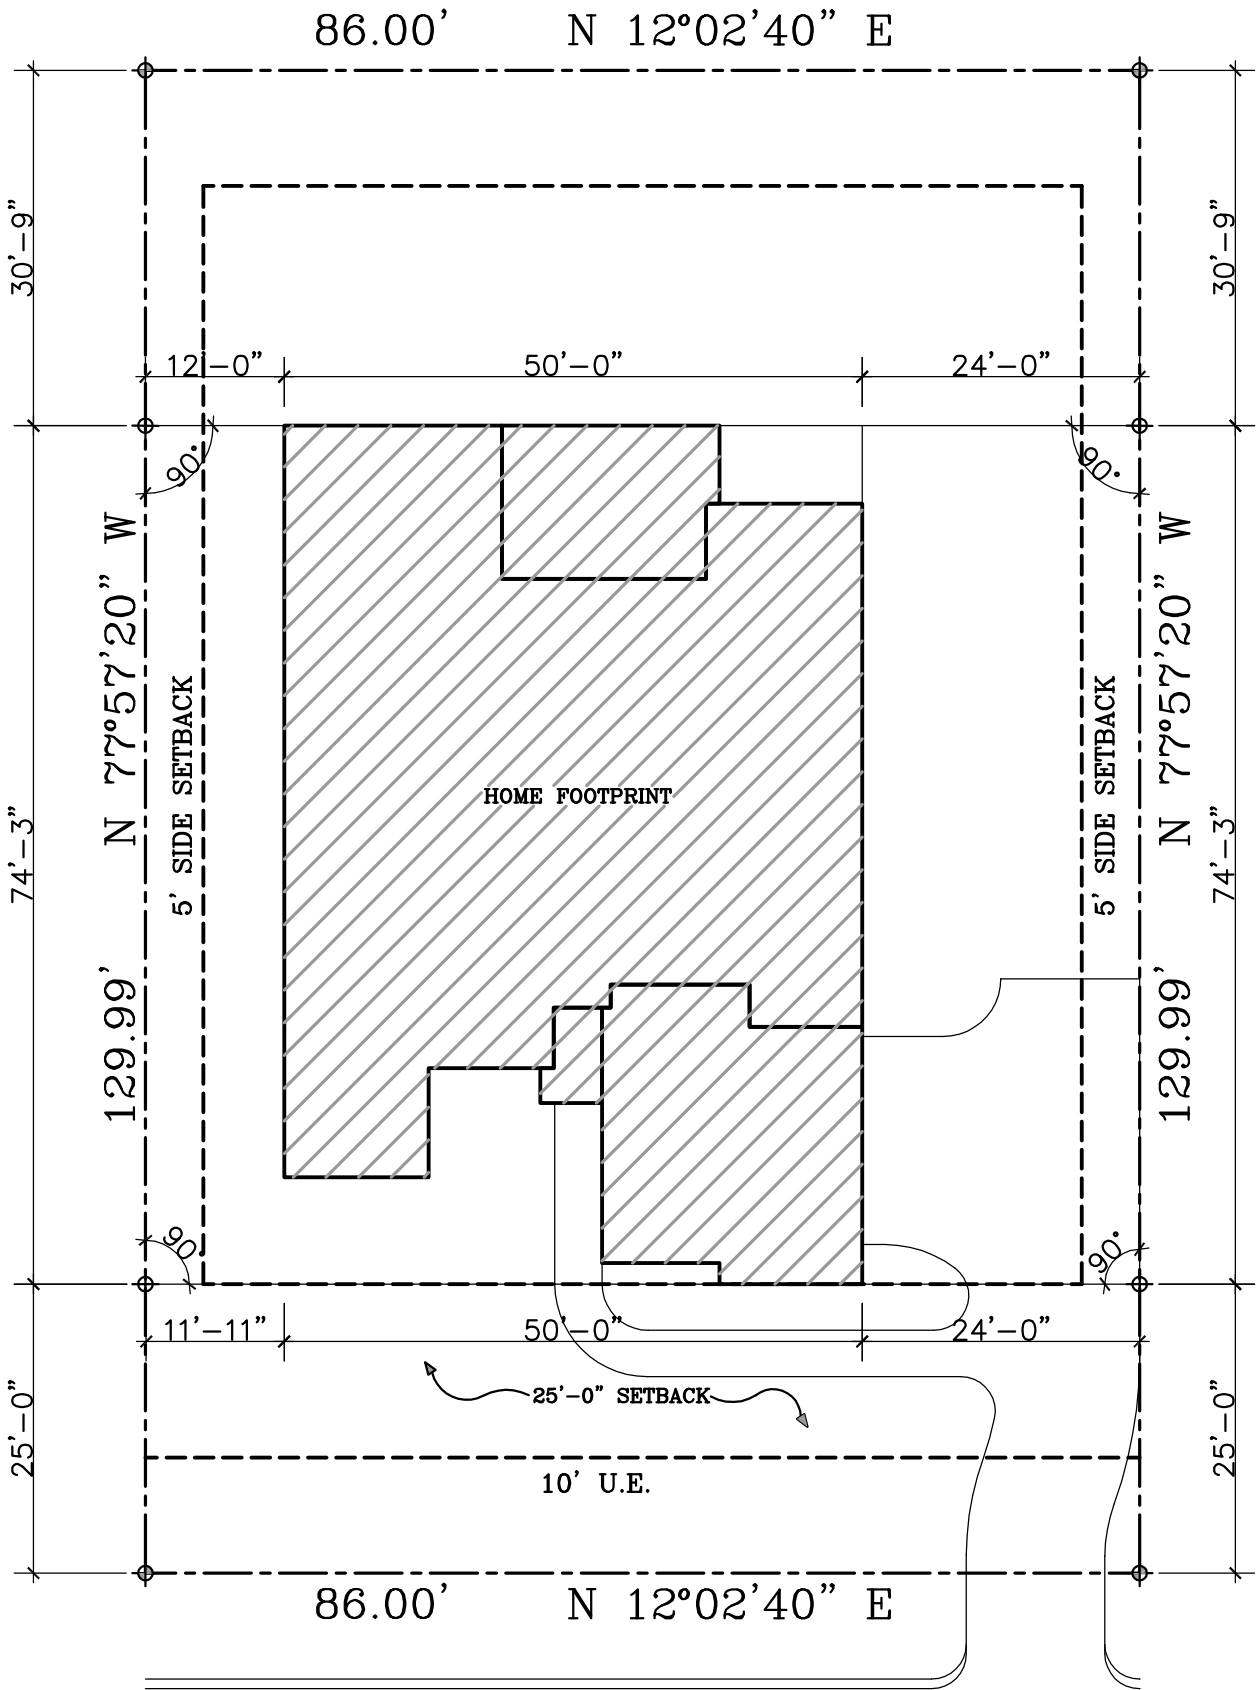 86.00' N 12°02'40" E
30'-9"
30'-9"
12'-0"
50'-0"
24'-0"
90°
90°
N 77°57'20" W
129.99'
5' SIDE SETBACK
HOME FOOTPRINT
5' SIDE SETBACK
N 77°57'20" W
129.99'
74'-3"
74'-3"
90°
90°
11'-11"
50'-0"
24'-0"
25'-0"
25'-0" SETBACK
25'-0"
10' U.E.
86.00' N 12°02'40" E